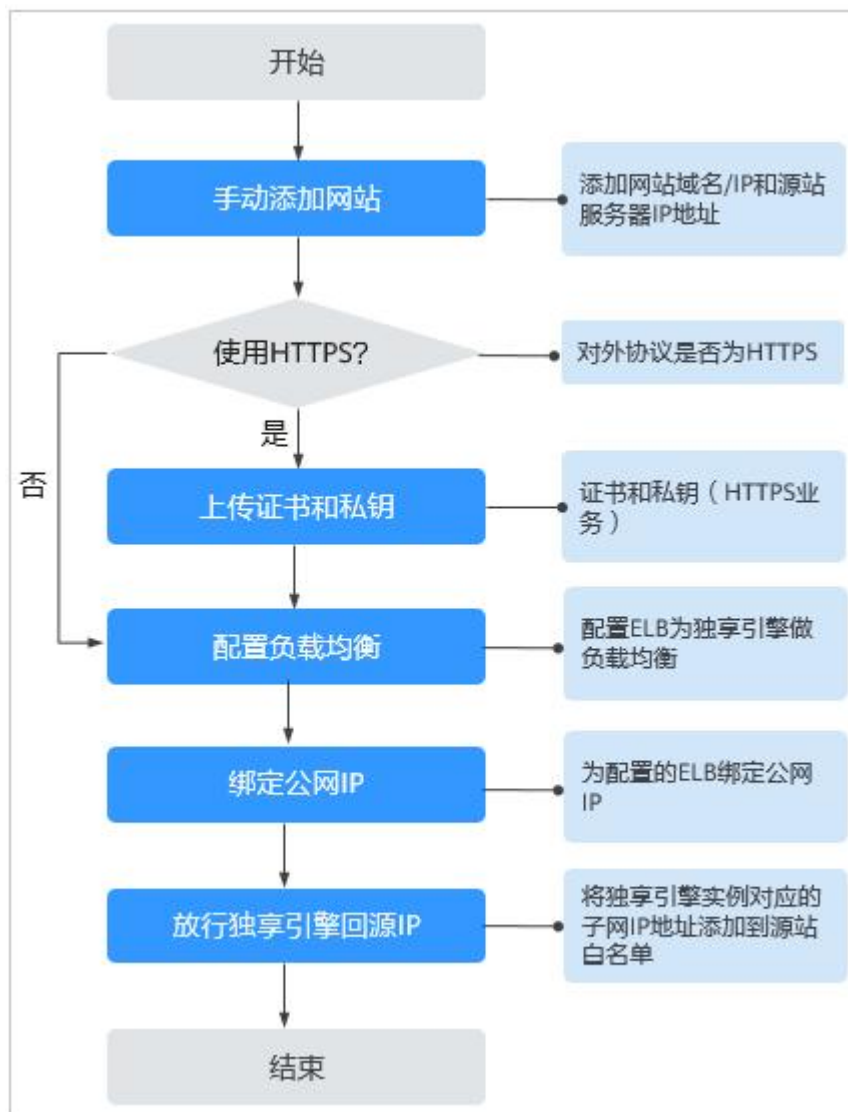 开始
手动添加网站
添加网站域名/IP和源站
服务器IP地址
使用HTTPS？
对外协议是否为HTTPS
是
否
上传证书和私钥
证书和私钥（HTTPS业
务）
配置负载均衡
配置ELB为独享引擎做
负载均衡
绑定公网IP
为配置的ELB绑定公网
IP
放行独享引擎回源IP
将独享引擎实例对应的
子网IP地址添加到源站
白名单
结束